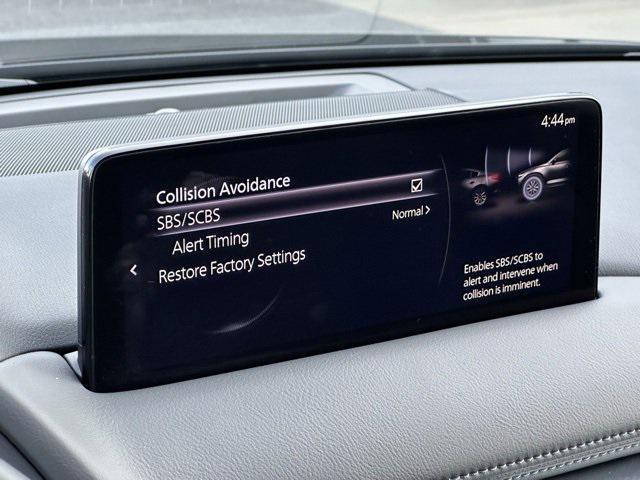 4:44pm
Collision Avoidance
SBS/SCBS
Alert Timing Normal
Restore Factory Settings
Enables SBS/SCBS to
alert and intervene when
collision is imminent.